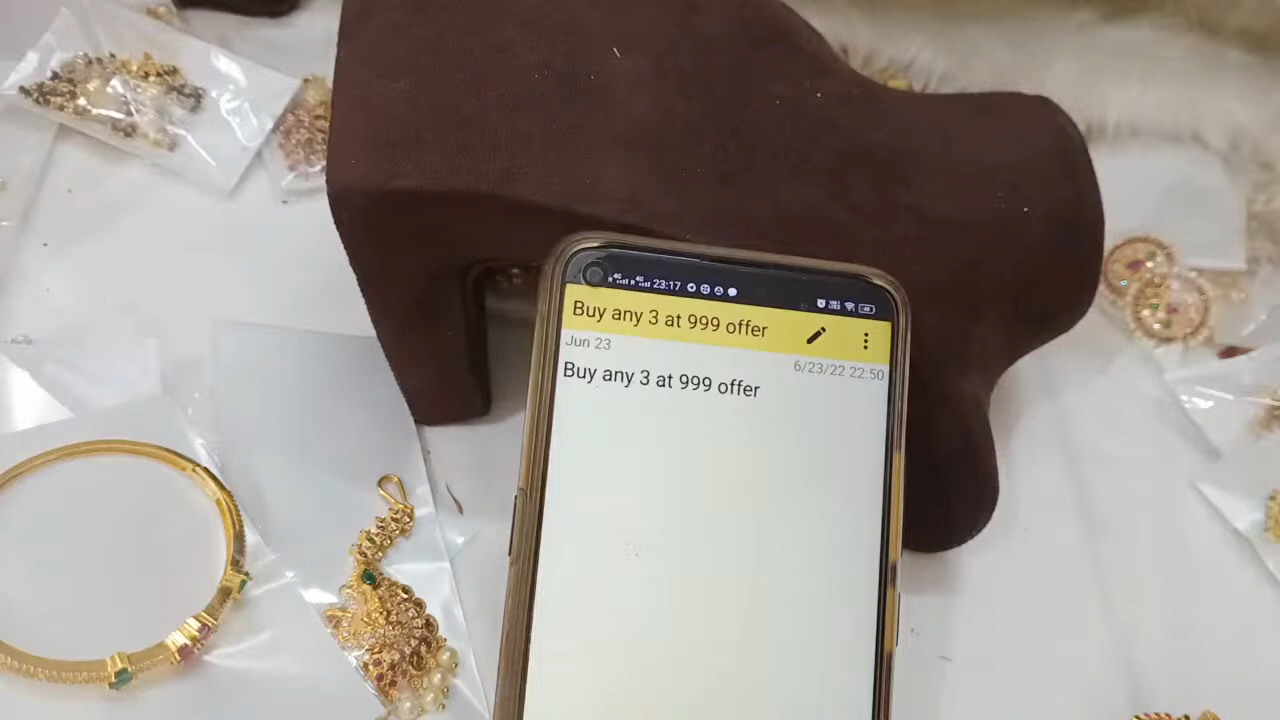 23:17
Buy any 3 at 999 offer
Jun 23
6/23/22 22:50
Buy any 3 at 999 offer